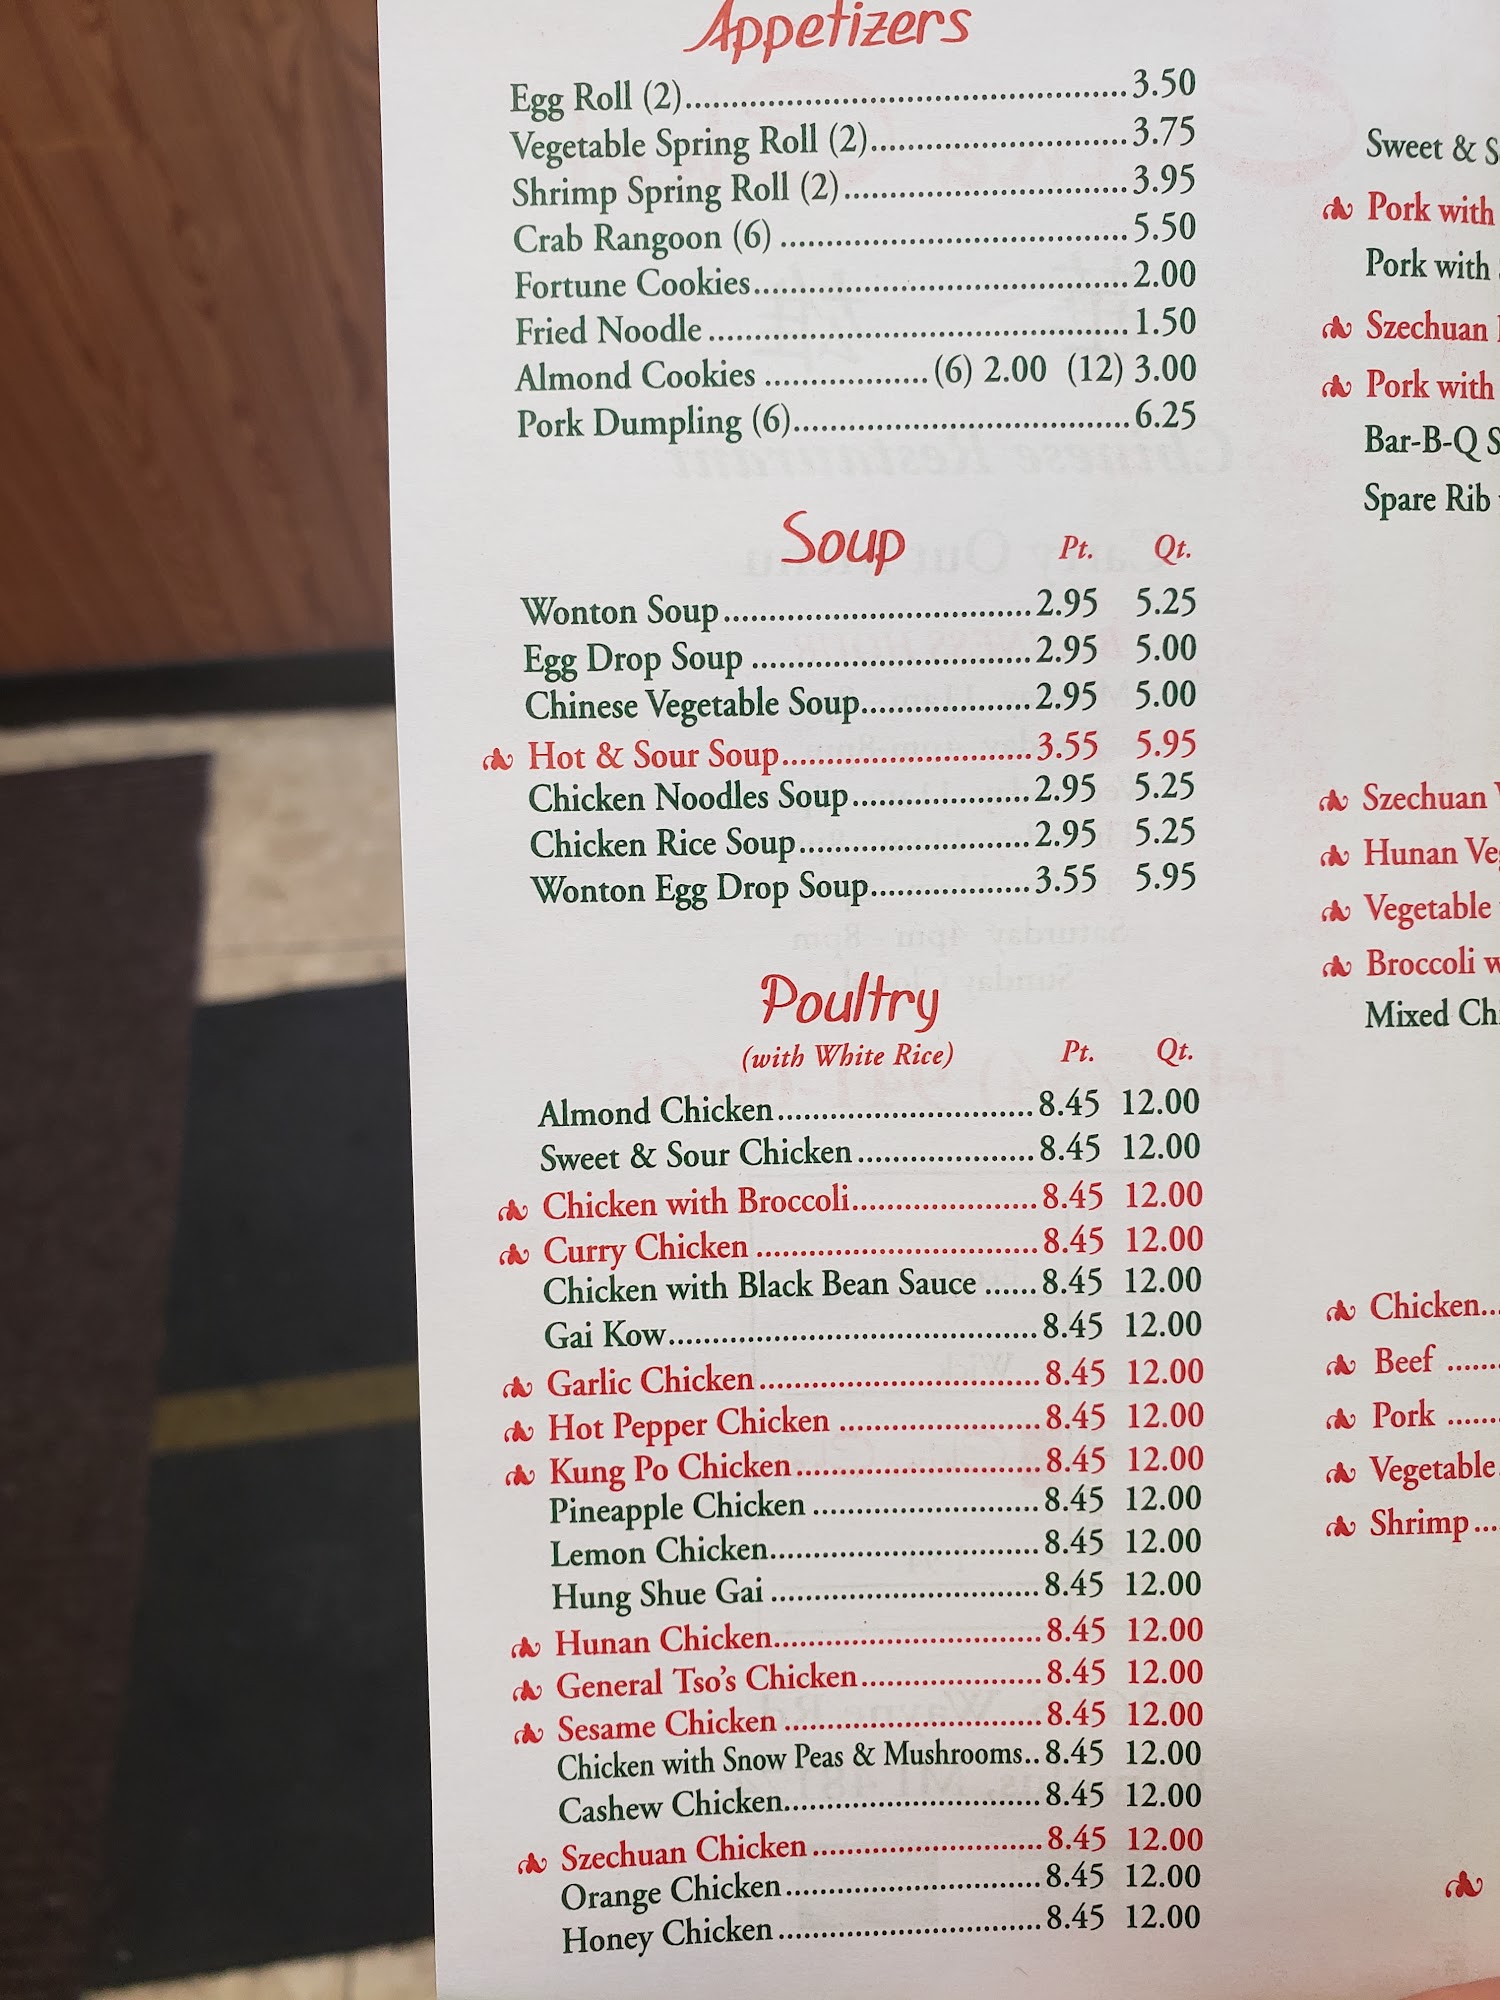 Appetizers
Egg Roll (2)..................3.50
Vegetable Spring Roll (2)..................3.75
Shrimp Spring Roll (2)..................3.95
Crab Rangoon (6) ..................5.50
Fortune Cookies..................2.00
Fried Noodle ..................1.50
Almond Cookies ..................(6) 2.00 (12) 3.00
Pork Dumpling (6)..................6.25
Soup Pt. Qt.
Wonton Soup..................2.95 5.25
Egg Drop Soup ..................2.95 5.00
Chinese Vegetable Soup..................2.95 5.00
Hot & Sour Soup..................3.55 5.95
Chicken Noodles Soup..................2.95 5.25
Chicken Rice Soup..................2.95 5.25
Wonton Egg Drop Soup..................3.55 5.95
Poultry
(with White Rice) Pt. Qt.
Almond Chicken..................8.45 12.00
Sweet & Sour Chicken ..................8.45 12.00
Chicken with Broccoli..................8.45 12.00
Curry Chicken ..................8.45 12.00
Chicken with Black Bean Sauce ......8.45 12.00
Gai Kow..................8.45 12.00
Garlic Chicken..................8.45 12.00
Hot Pepper Chicken ..................8.45 12.00
Kung Po Chicken..................8.45 12.00
Pineapple Chicken ..................8.45 12.00
Lemon Chicken..................8.45 12.00
Hung Shue Gai ..................8.45 12.00
Hunan Chicken..................8.45 12.00
General Tso's Chicken..................8.45 12.00
Sesame Chicken ..................8.45 12.00
Chicken with Snow Peas & Mushrooms..8.45 12.00
Cashew Chicken..................8.45 12.00
Szechuan Chicken ..................8.45 12.00
Orange Chicken..................8.45 12.00
Honey Chicken ..................8.45 12.00
Sweet & S
Pork with
Pork with
Szechuan
Pork with
Bar-B-Q S
Spare Rib
Szechuan
Hunan Ve
Vegetable
Broccoli w
Mixed Ch
Chicken...
Beef .......
Pork .......
Vegetable
Shrimp....